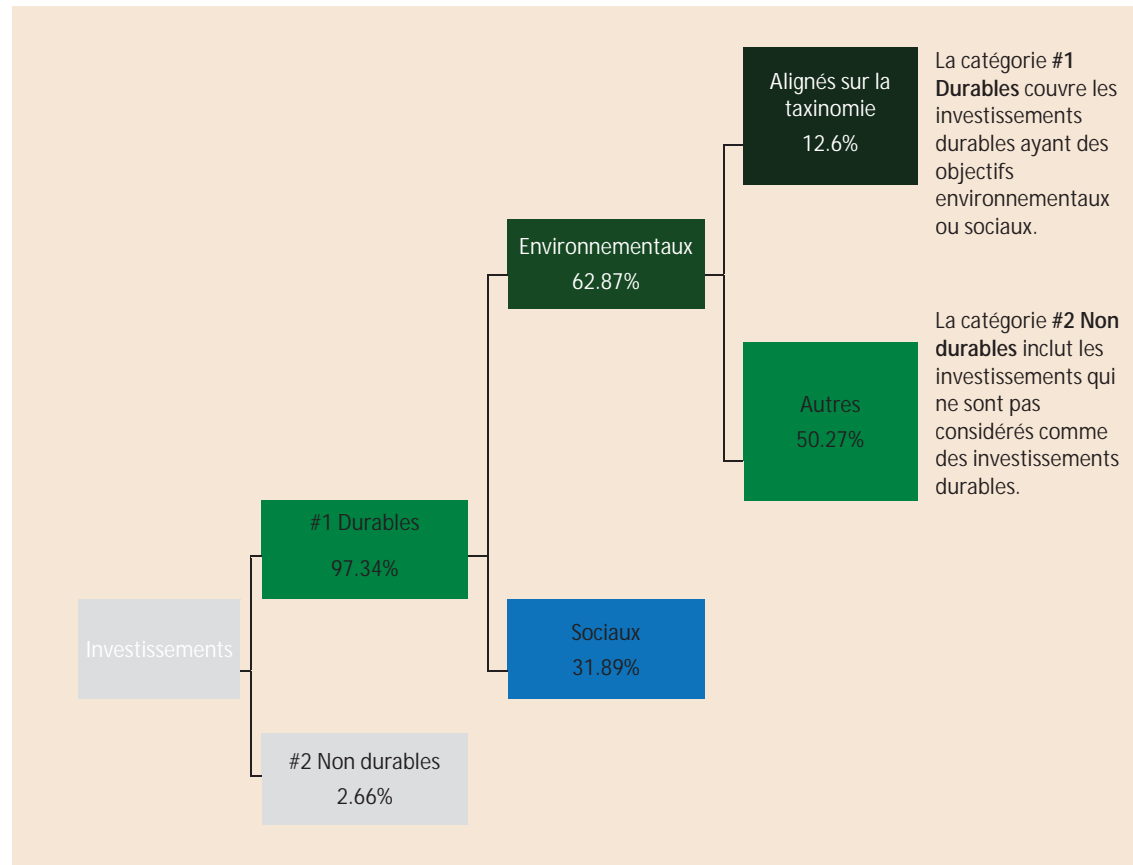 Alignés sur la
taxinomie
12.6%
La catégorie #1
Durables couvre les
investissements
durables ayant des
objectifs
environnementaux
ou sociaux.
Environnementaux
62.87%
La catégorie #2 Non
durables inclut les
investissements qui
ne sont pas
considérés comme
des investissements
durables.
Autres
50.27%
#1 Durables
97.34%
Investissements
Sociaux
31.89%
#2 Non durables
2.66%